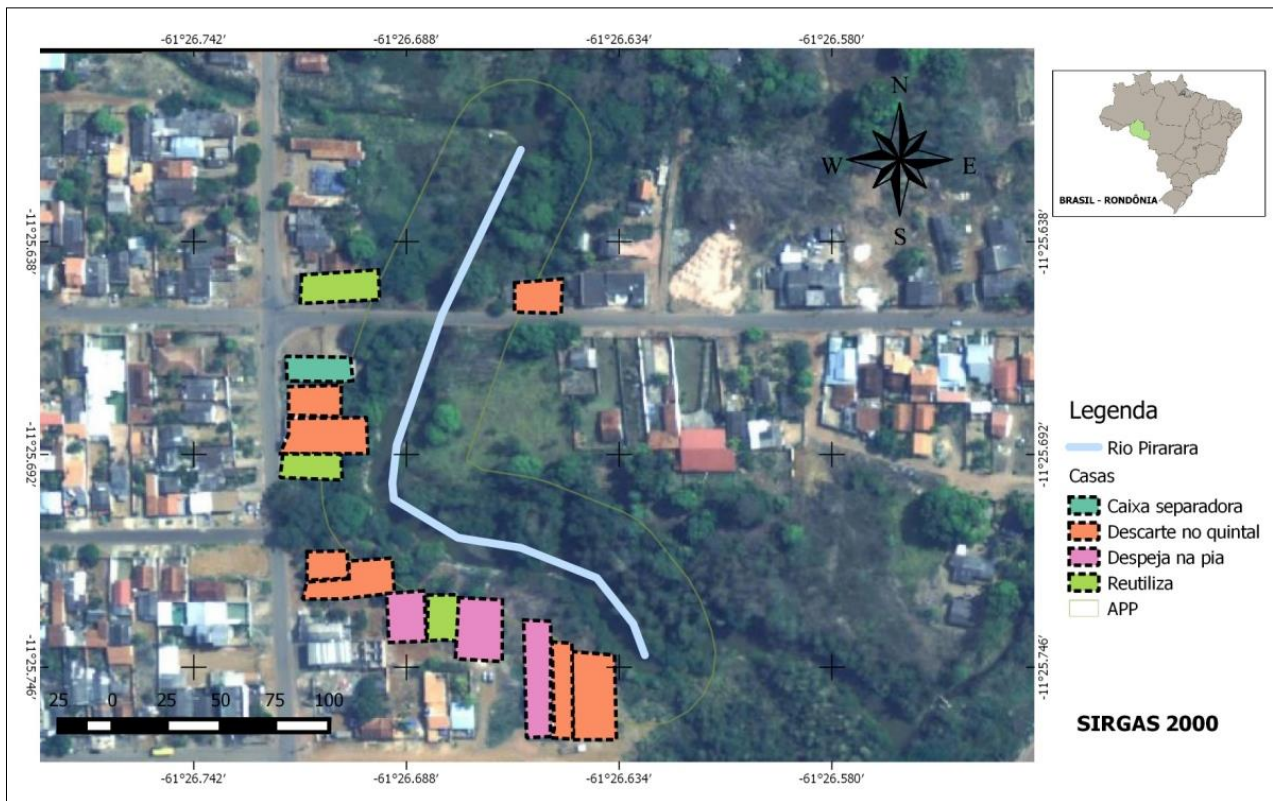 -61°26.742' -61°26.688' -61°26.634' -61°26.580'
N
W E
S
BRASIL - RONDÔNIA
-11°25.638' -11°25.638'
Legenda
Rio Pirarara
-11°25.692' -11°25.692'
Casas
Caixa separadora
Descarte no quintal
Despeja na pia
Reutiliza
APP
-11°25.746' -11°25.746'
25 0 25 50 75 100
SIRGAS 2000
-61°26.742' -61°26.688' -61°26.634' -61°26.580'